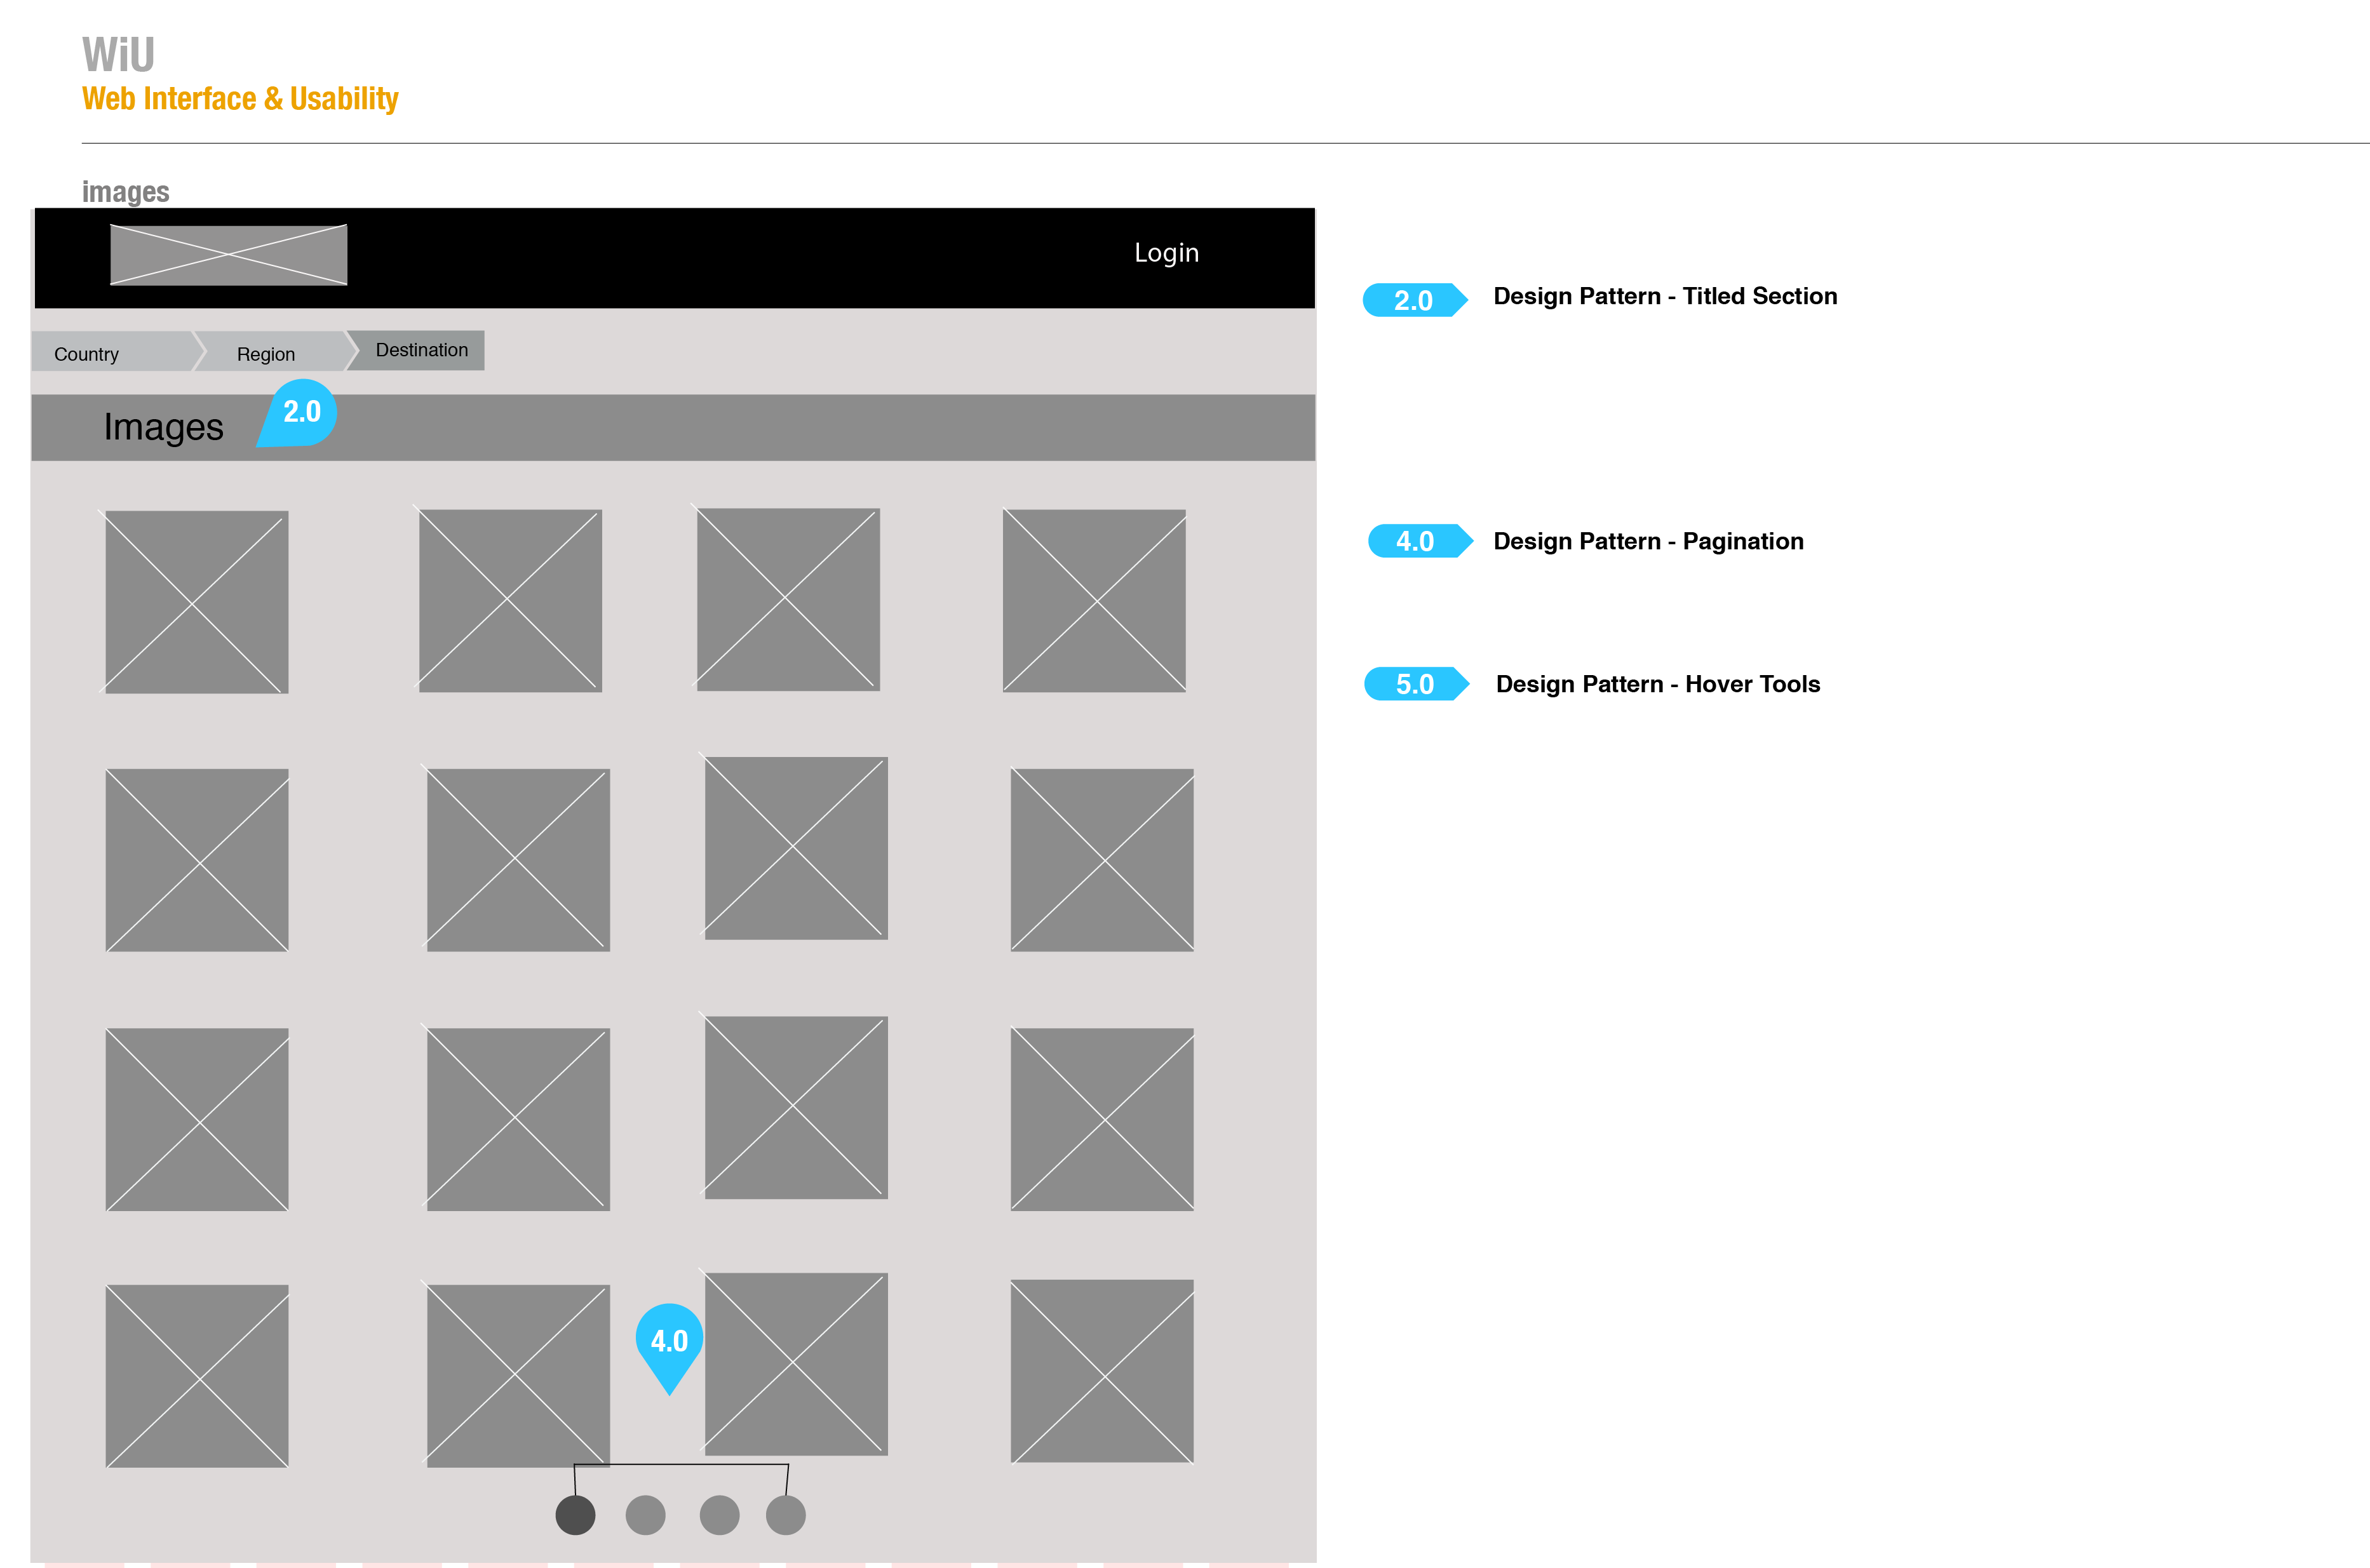 WiU
Web Interface & Usability
images
Login
Country
Region
Destination
Images
2.0
4.0
2.0 Design Pattern - Titled Section
4.0 Design Pattern - Pagination
5.0 Design Pattern - Hover Tools